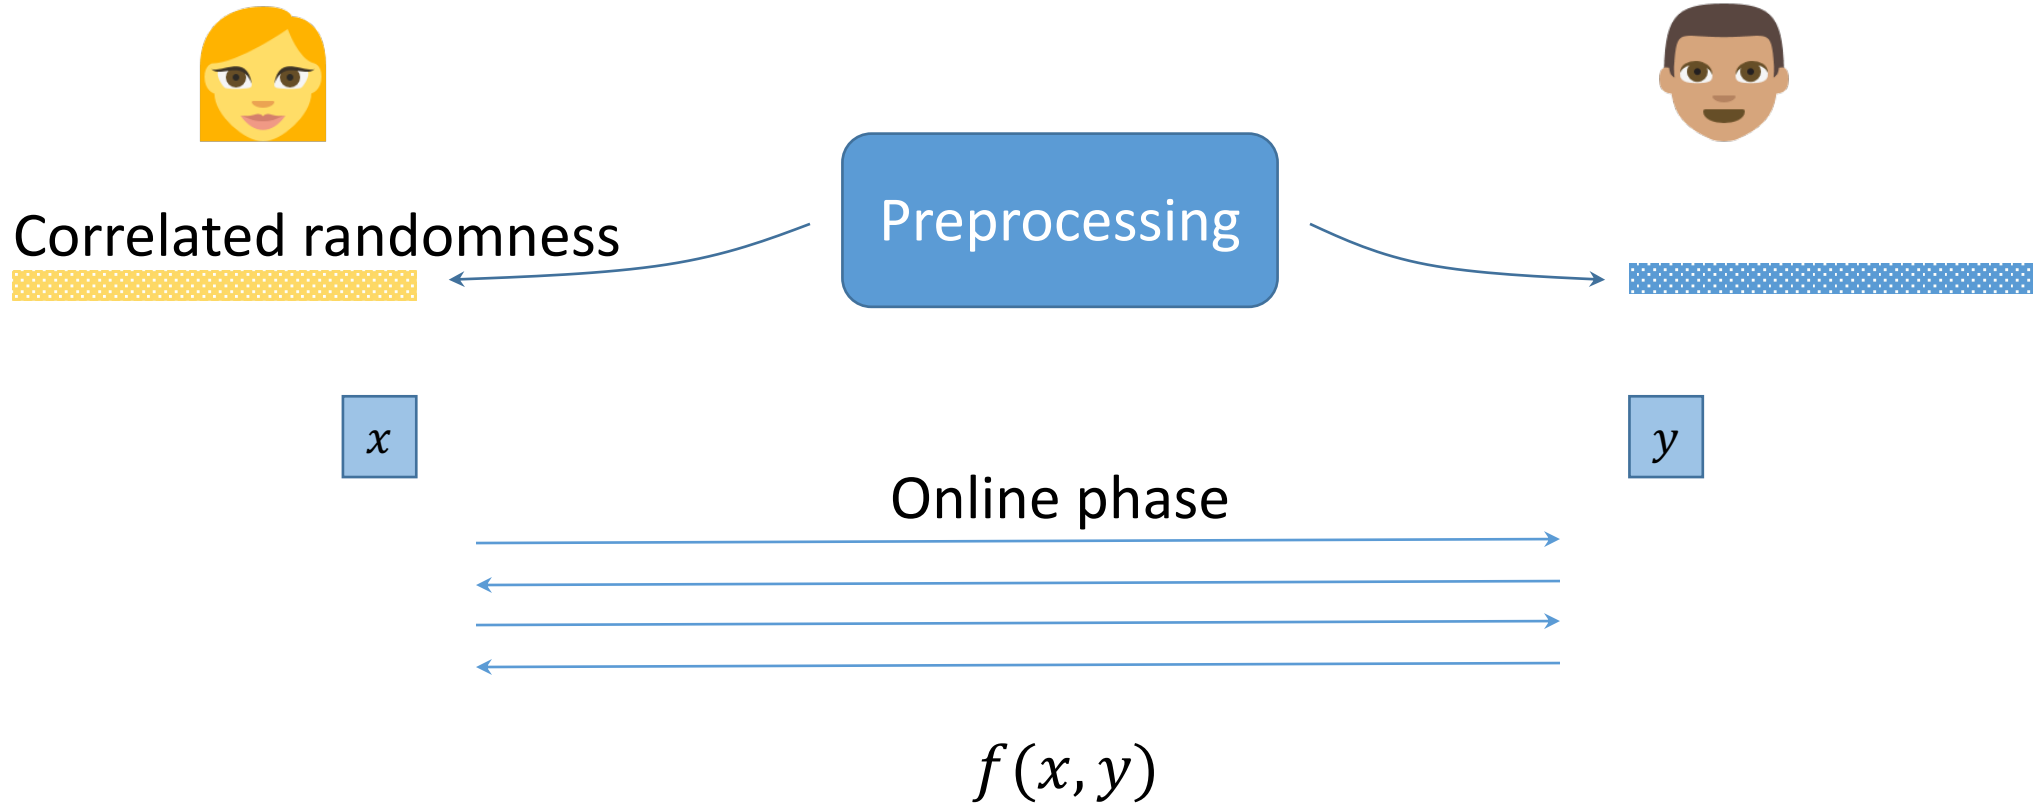 Preprocessing
Correlated randomness
x
y
Online phase
f(x, y)